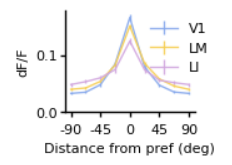 dF/F
0.1
0.0
V1
LM
LI
-90 -45 0 45 90
Distance from pref (deg)